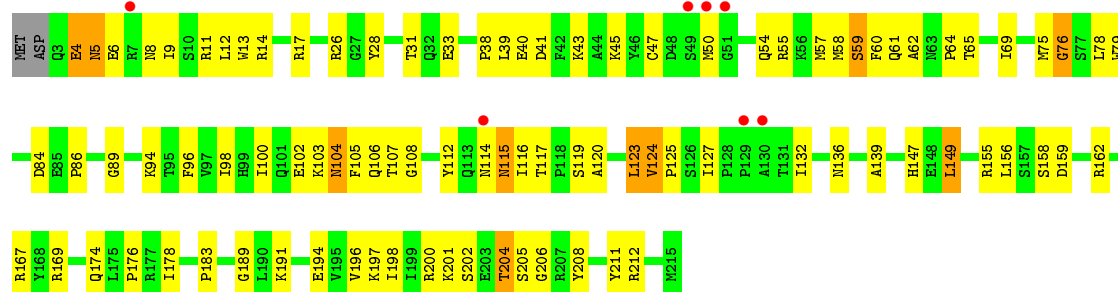 MET ASP Q3 E4 N5 E6 R7 N8 I9 S10 R11 L12 W13 R14 R17 R26 G27 Y28 T31 Q32 E33 P38 L39 E40 D41 F42 K43 A44 K45 Y46 C47 D48 S49 M50 G51 Q54 R55 K56 M57 M58 S59 F60 Q61 A62 N63 P64 T65 I69 M75 G76 S77 L78 W79
D84 E85 P86 G89 K94 T95 F96 V97 I98 H99 I100 Q101 E102 K103 N104 F105 Q106 T107 G108 Y112 Q113 N114 N115 I116 T117 P118 S119 A120 L123 V124 P125 S126 I127 P128 P129 A130 T131 I132 N136 A139 H147 E148 L149 R155 L156 S157 S158 D159 R162
R167 Y168 R169 Q174 L175 P176 R177 I178 P183 G189 L190 K191 E194 V195 V196 K197 I198 I199 R200 K201 S202 E203 T204 S205 G206 R207 Y208 Y211 R212 M215